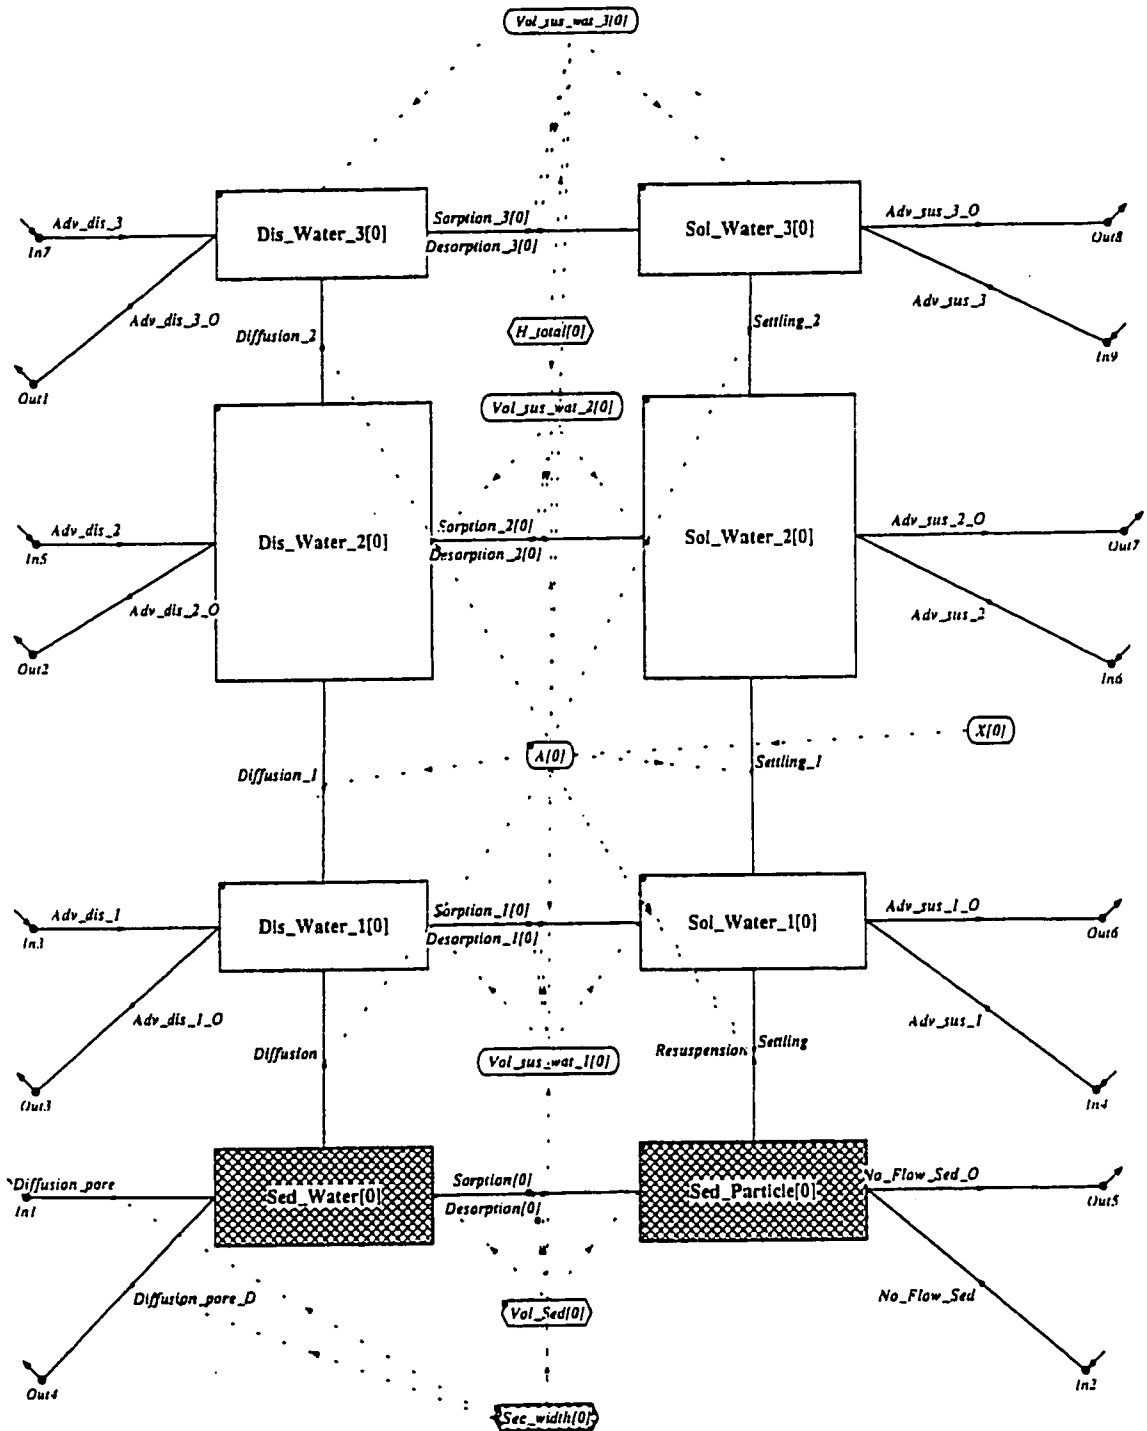 Vol_sus_wat_3[0]
Adv_dis_3
In7
Dis_Water_3[0]
Sorption_3[0]
Desorption_3[0]
Sol_Water_3[0]
Adv_sus_3_O
Out8
Adv_dis_3_O
Out1
Diffusion_2
H_total[0]
Settling_2
Adv_sus_3
In9
Vol_sus_wat_2[0]
Adv_dis_2
In5
Dis_Water_2[0]
Sorption_2[0]
Desorption_2[0]
Sol_Water_2[0]
Adv_sus_2_O
Out7
Adv_dis_2_O
Out2
Adv_sus_2
In6
A[0]
X[0]
Diffusion_1
Settling_1
Adv_dis_1
In3
Dis_Water_1[0]
Sorption_1[0]
Desorption_1[0]
Sol_Water_1[0]
Adv_sus_1_O
Out6
Adv_dis_1_O
Out3
Diffusion
Vol_sus_wat_1[0]
Resuspension
Settling
Adv_sus_1
In4
Diffusion_pore
In1
Sed_Water[0]
Sorption[0]
Desorption[0]
Sed_Particle[0]
No_Flow_Sed_O
Out5
Diffusion_pore_D
Out4
Vol_Sed[0]
No_Flow_Sed
In2
Sec_width[0]